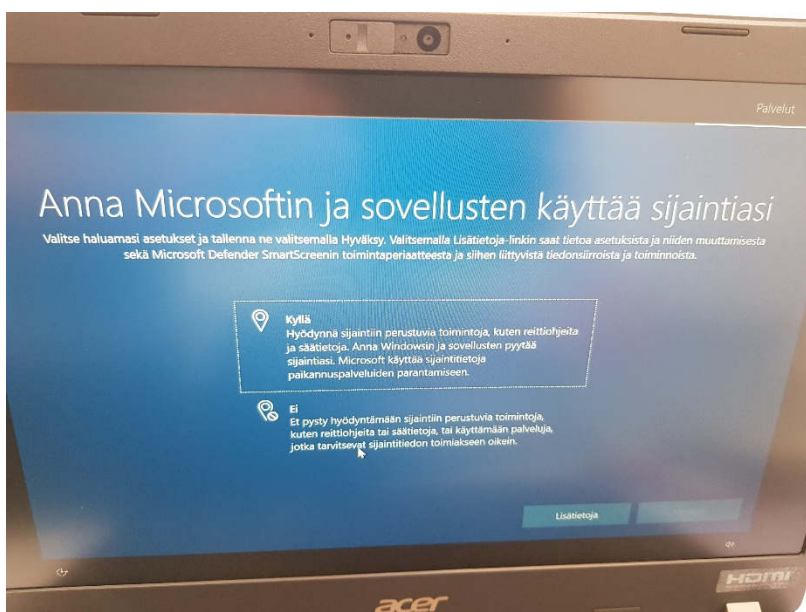 Palvelut
Anna Microsoftin ja sovellusten käyttää sijaintiasi
Valitse haluamasi asetukset ja tallenna ne valitsemalla Hyväksy. Valitsemalla Lisätietoja-linkin saat tietoa asetuksista ja niiden muuttamisesta
sekä Microsoft Defender SmartScreenin toimintaperiaatteesta ja siihen liittyvistä tiedonsiirroista ja toiminnoista.
Kyllä
Hyödynnä sijaintiin perustuvia toimintoja, kuten reittiohjeita
ja säätietoja. Anna Windowsin ja sovellusten pyytää
sijaintiasi. Microsoft käyttää sijaintitietoja
paikannuspalveluiden parantamiseen.
Ei
Et pysty hyödyntämään sijaintiin perustuvia toimintoja,
kuten reittiohjeita tai säätietoja, tai käyttämään palveluja,
jotka tarvitsevat sijaintitiedon toimiakseen oikein.
Lisätietoja
acer
HDMI